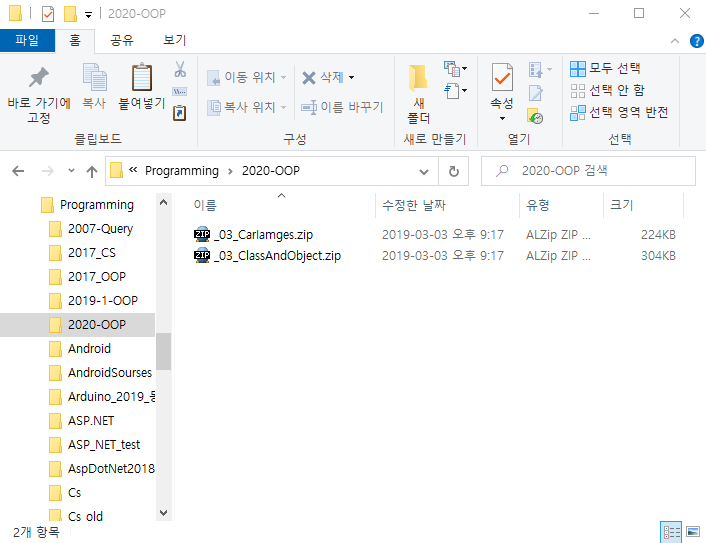 2020-OOP
파일 홈 공유 보기
바로 가기에 고정
복사
붙여넣기
클립보드
이동 위치
복사 위치
삭제
이름 바꾸기
구성
새 폴더
새로 만들기
속성
열기
모두 선택
선택 안 함
선택 영역 반전
선택
« Programming › 2020-OOP
2020-OOP 검색
Programming
2007-Query
2017_CS
2017_OOP
2019-1-OOP
2020-OOP
Android
AndroidSourses
Arduino_2019_
ASP.NET
ASP_NET_test
AspDotNet2018
Cs
Cs_old
이름 수정한 날짜 유형 크기
ZIP _03_CarIamges.zip 2019-03-03 오후 9:17 ALZip ZIP ... 224KB
ZIP _03_ClassAndObject.zip 2019-03-03 오후 9:17 ALZip ZIP ... 304KB
2개 항목